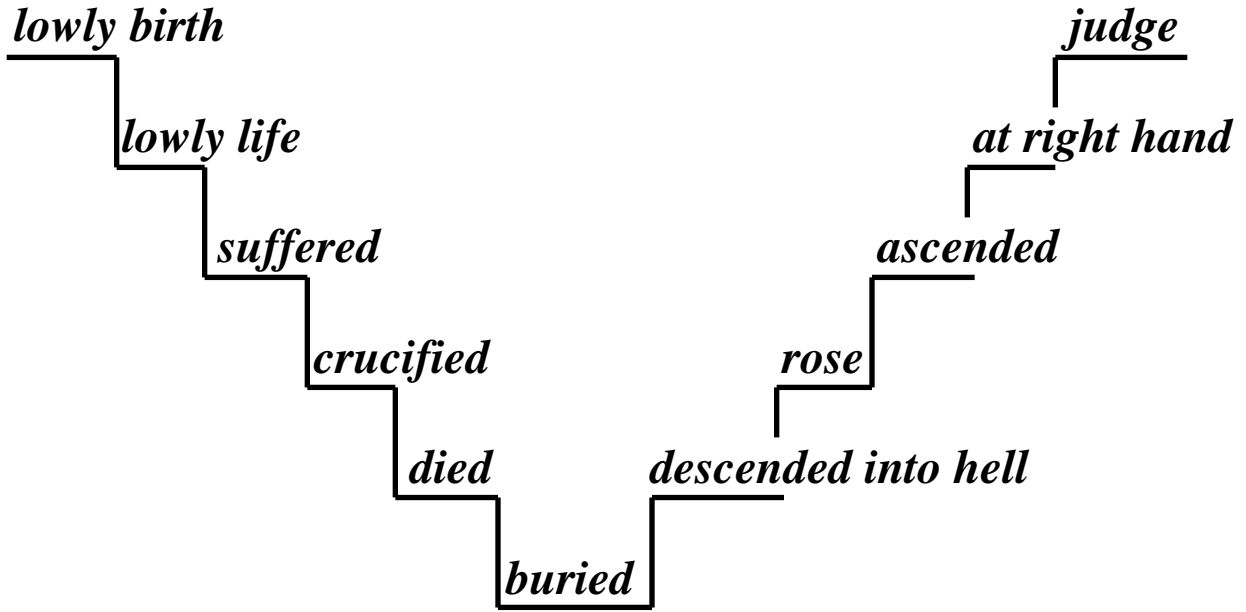 lowly birth
lowly life
suffered
crucified
died
buried
descended into hell
rose
ascended
at right hand
judge